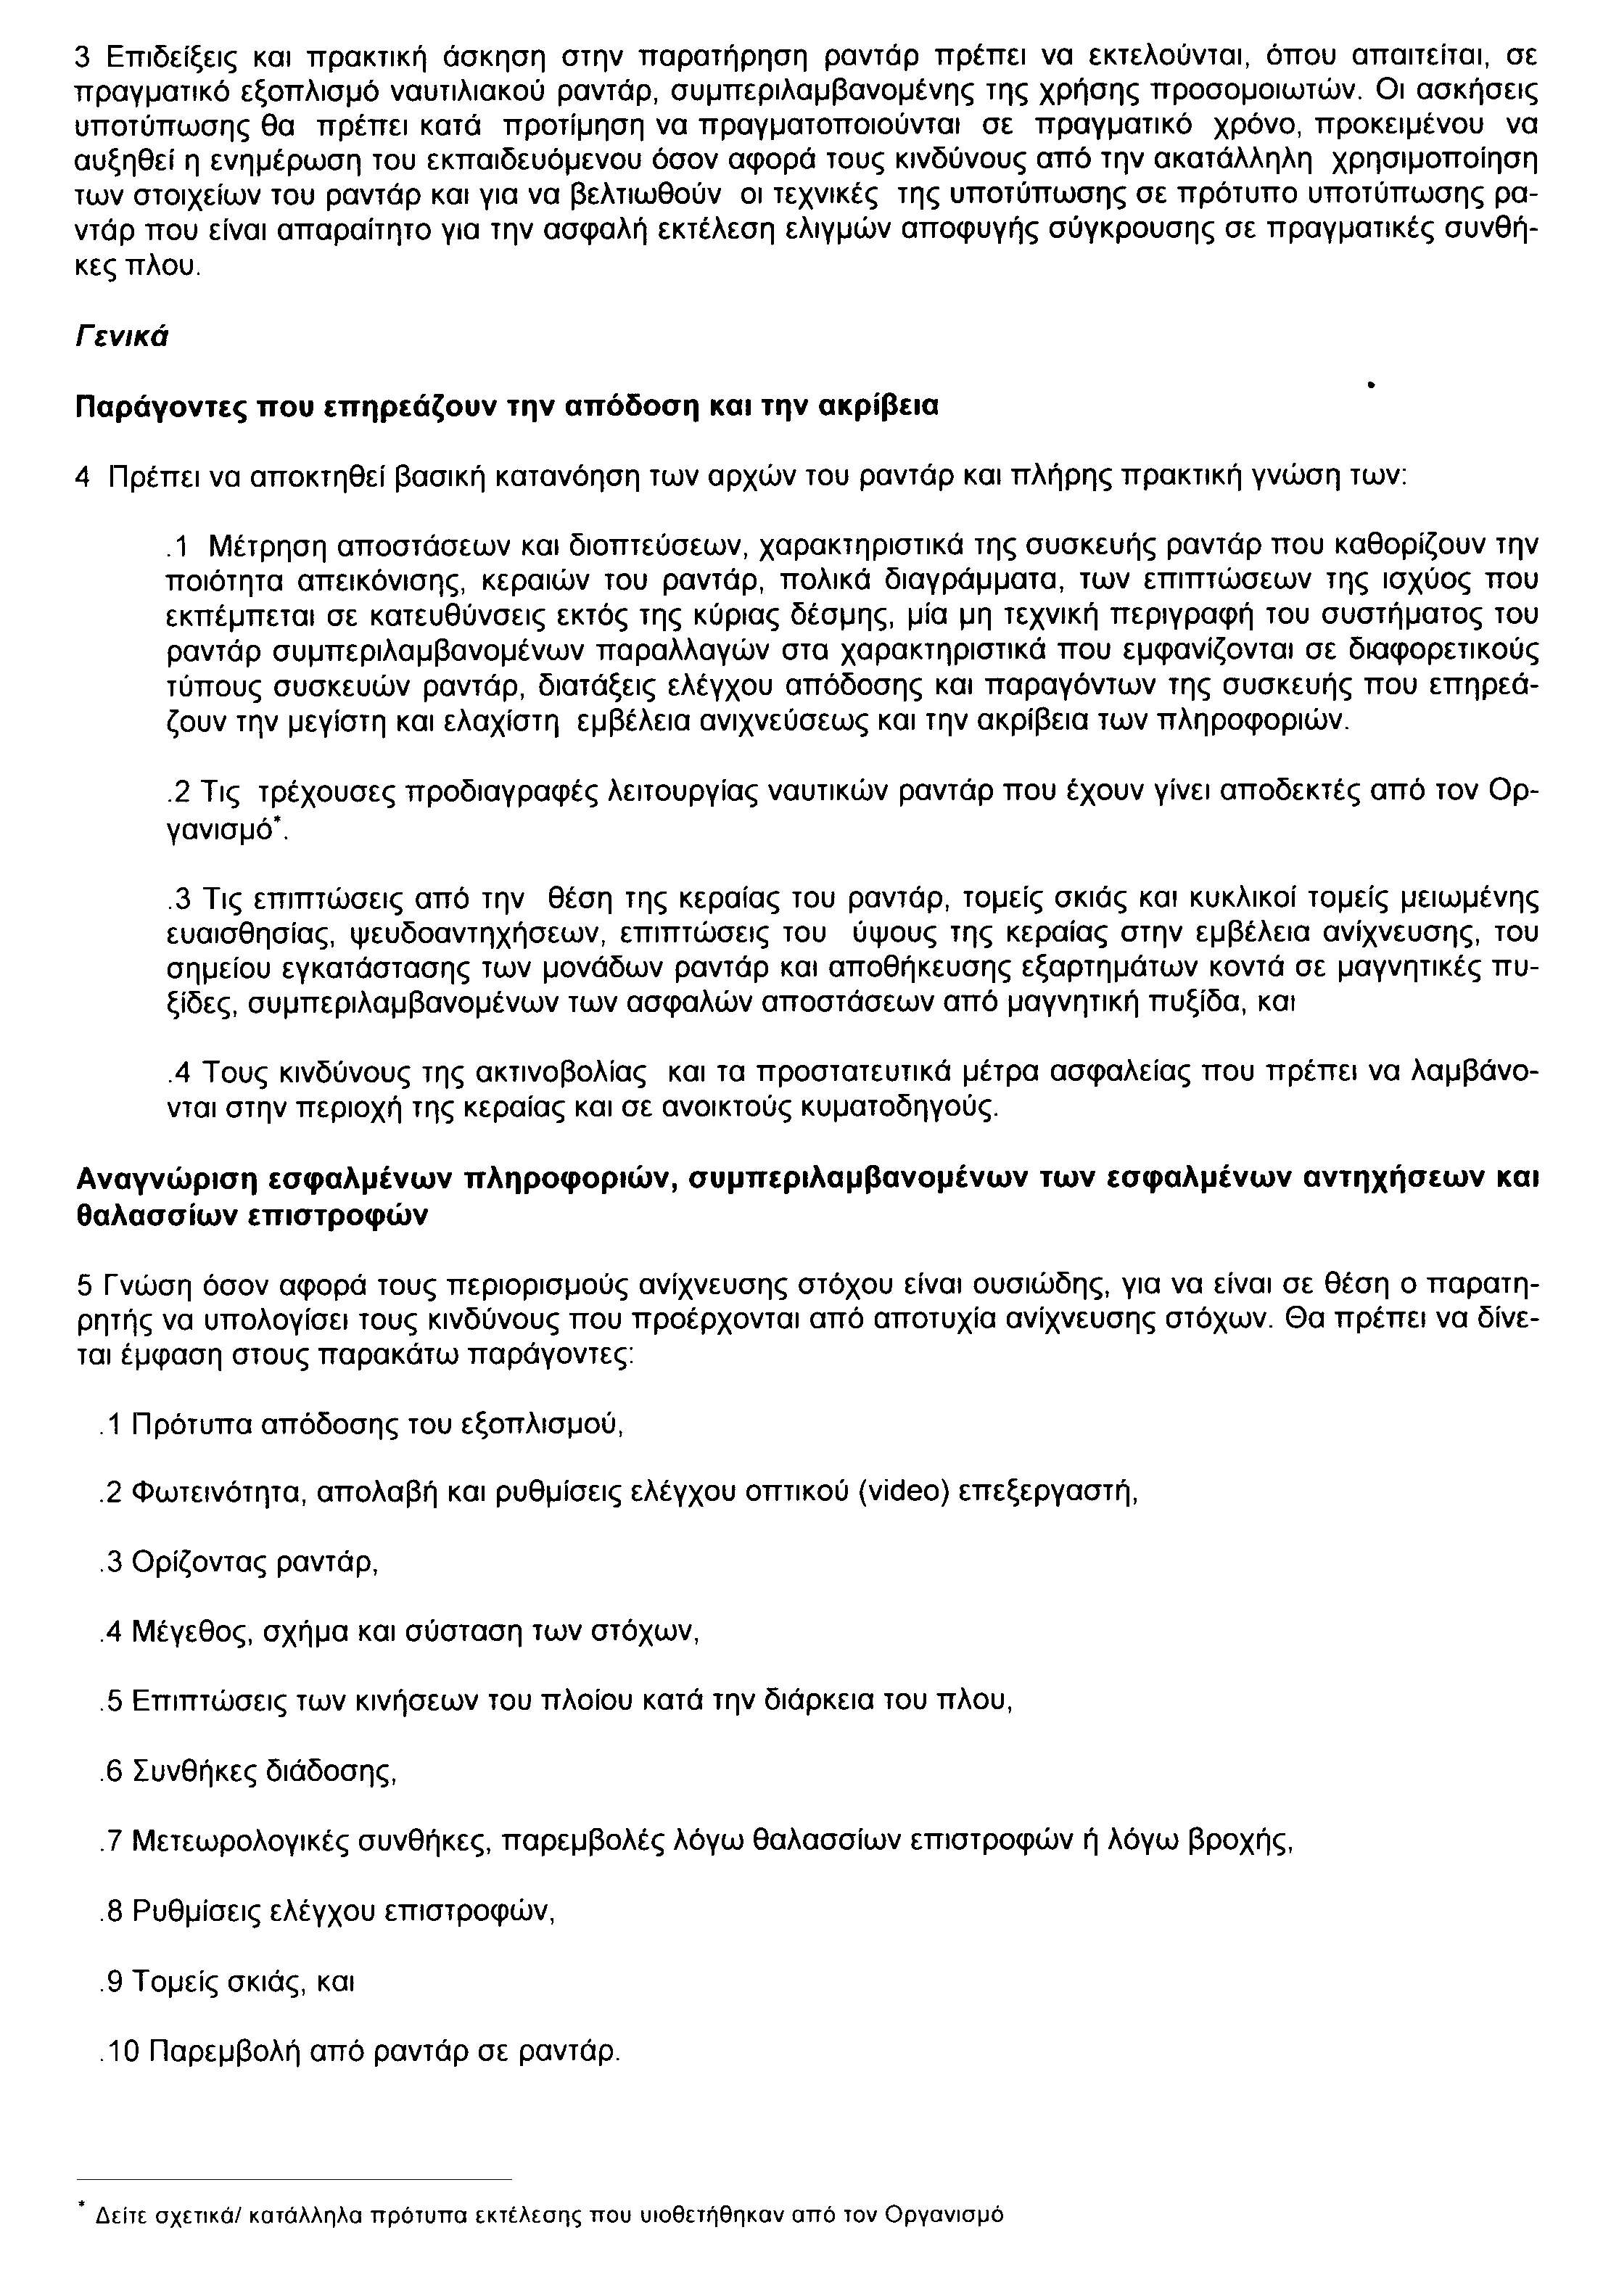 3 Επιδείξεις και πρακτική άσκηση στην παρατήρηση ραντάρ πρέπει να εκτελούνται, όπου απαιτείται, σε
πραγματικό εξοπλισμό ναυτιλιακού ραντάρ, συμπεριλαμβανομένης της χρήσης προσομοιωτών. Οι ασκήσεις
υποτύπωσης θα πρέπει κατά προτίμηση να πραγματοποιούνται σε πραγματικό χρόνο, προκειμένου να
αυξηθεί η ενημέρωση του εκπαιδευόμενου όσον αφορά τους κινδύνους από την ακατάλληλη χρησιμοποίηση
των στοιχείων του ραντάρ και για να βελτιωθούν οι τεχνικές της υποτύπωσης σε πρότυπο υποτύπωσης ρα-
ντάρ που είναι απαραίτητο για την ασφαλή εκτέλεση ελιγμών αποφυγής σύγκρουσης σε πραγματικές συνθή-
κες πλου.
Γενικά
Παράγοντες που επηρεάζουν την απόδοση και την ακρίβεια
4 Πρέπει να αποκτηθεί βασική κατανόηση των αρχών του ραντάρ και πλήρης πρακτική γνώση των:
.1 Μέτρηση αποστάσεων και διοπτεύσεων, χαρακτηριστικά της συσκευής ραντάρ που καθορίζουν την
ποιότητα απεικόνισης, κεραιών του ραντάρ, πολικά διαγράμματα, των επιπτώσεων της ισχύος που
εκπέμπεται σε κατευθύνσεις εκτός της κύριας δέσμης, μία μη τεχνική περιγραφή του συστήματος του
ραντάρ συμπεριλαμβανομένων παραλλαγών στα χαρακτηριστικά που εμφανίζονται σε διαφορετικούς
τύπους συσκευών ραντάρ, διατάξεις ελέγχου απόδοσης και παραγόντων της συσκευής που επηρεά-
ζουν την μεγίστη και ελαχίστη εμβέλεια ανιχνεύσεως και την ακρίβεια των πληροφοριών.
.2 Τις τρέχουσες προδιαγραφές λειτουργίας ναυτικών ραντάρ που έχουν γίνει αποδεκτές από τον Ορ-
γανισμό*.
.3 Τις επιπτώσεις από την θέση της κεραίας του ραντάρ, τομείς σκιάς και κυκλικοί τομείς μειωμένης
ευαισθησίας, ψευδοαντηχήσεων, επιπτώσεις του ύψους της κεραίας στην εμβέλεια ανίχνευσης, του
σημείου εγκατάστασης των μονάδων ραντάρ και αποθήκευσης εξαρτημάτων κοντά σε μαγνητικές πυ-
ξίδες, συμπεριλαμβανομένων των ασφαλών αποστάσεων από μαγνητική πυξίδα, και
.4 Τους κινδύνους της ακτινοβολίας και τα προστατευτικά μέτρα ασφαλείας που πρέπει να λαμβάνο-
νται στην περιοχή της κεραίας και σε ανοικτούς κυματοδηγούς.
Αναγνώριση εσφαλμένων πληροφοριών, συμπεριλαμβανομένων των εσφαλμένων αντηχήσεων και
θαλασσίων επιστροφών
5 Γνώση όσον αφορά τους περιορισμούς ανίχνευσης στόχου είναι ουσιώδης, για να είναι σε θέση ο παρατη-
ρητής να υπολογίσει τους κινδύνους που προέρχονται από αποτυχία ανίχνευσης στόχων. Θα πρέπει να δίνε-
ται έμφαση στους παρακάτω παράγοντες:
.1 Πρότυπα απόδοσης του εξοπλισμού,
.2 Φωτεινότητα, απολαβή και ρυθμίσεις ελέγχου οπτικού (video) επεξεργαστή,
.3 Ορίζοντας ραντάρ,
.4 Μέγεθος, σχήμα και σύσταση των στόχων,
.5 Επιπτώσεις των κινήσεων του πλοίου κατά την διάρκεια του πλου,
.6 Συνθήκες διάδοσης,
.7 Μετεωρολογικές συνθήκες, παρεμβολές λόγω θαλασσίων επιστροφών ή λόγω βροχής,
.8 Ρυθμίσεις ελέγχου επιστροφών,
.9 Τομείς σκιάς, και
.10 Παρεμβολή από ραντάρ σε ραντάρ.
* Δείτε σχετικά/ κατάλληλα πρότυπα εκτέλεσης που υιοθετήθηκαν από τον Οργανισμό